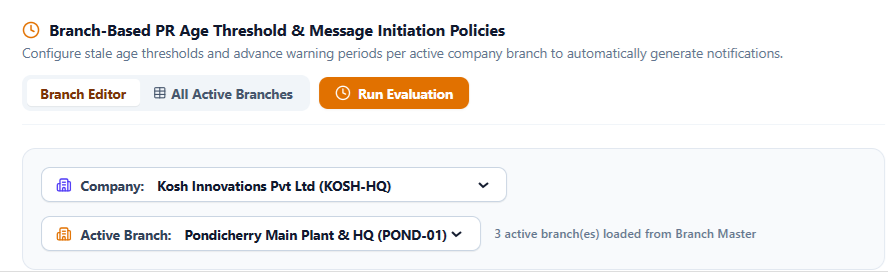 Branch-Based PR Age Threshold & Message Initiation Policies
Configure stale age thresholds and advance warning periods per active company branch to automatically generate notifications.
Branch Editor All Active Branches Run Evaluation
Company: Kosh Innovations Pvt Ltd (KOSH-HQ)
Active Branch: Pondicherry Main Plant & HQ (POND-01) 3 active branch(es) loaded from Branch Master